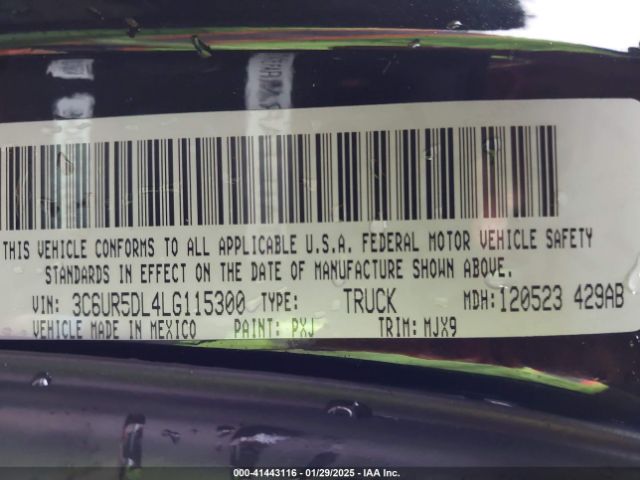 THIS VEHICLE CONFORMS TO ALL APPLICABLE U.S.A. FEDERAL MOTOR VEHICLE SAFETY
STANDARDS IN EFFECT ON THE DATE OF MANUFACTURE SHOWN ABOVE.
VIN: 3C6UR5DL4LG115300 TYPE: TRUCK MDH: 120523 429AB
VEHICLE MADE IN MEXICO PAINT: PXJ TRIM: MJX9
000-41443116 - 01/29/2025 - IAA Inc.